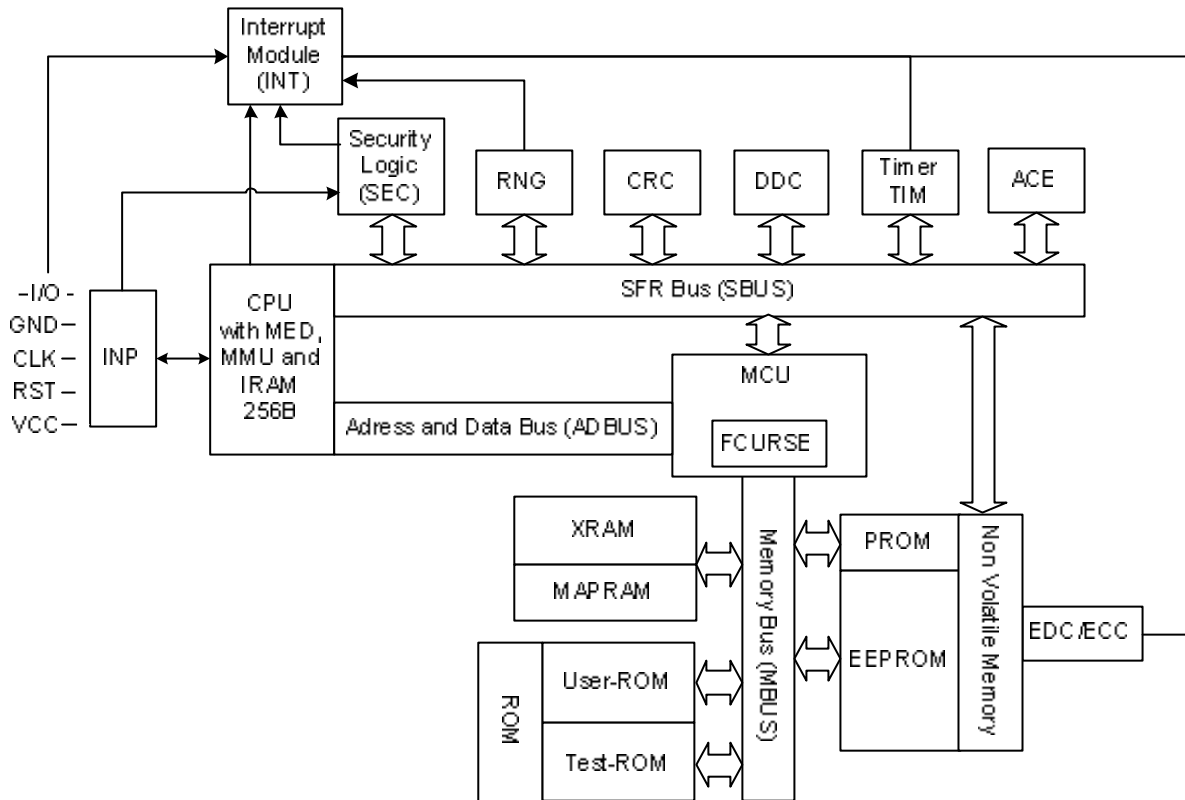 Interrupt
Module
(INT)
Security
Logic
(SEC)
RNG
CRC
DDC
Timer
TIM
ACE
SFR Bus (SBUS)
–I/O -
GND –
CLK –
RST –
VCC –
INP
CPU
with MED,
MMU and
IRAM
256B
MCU
Adress and Data Bus (ADBUS)
FCURSE
XRAM
MAPRAM
Memory Bus (MBUS)
PROM
EEPROM
Non Volatile Memory
EDC/ECC
ROM
User-ROM
Test-ROM